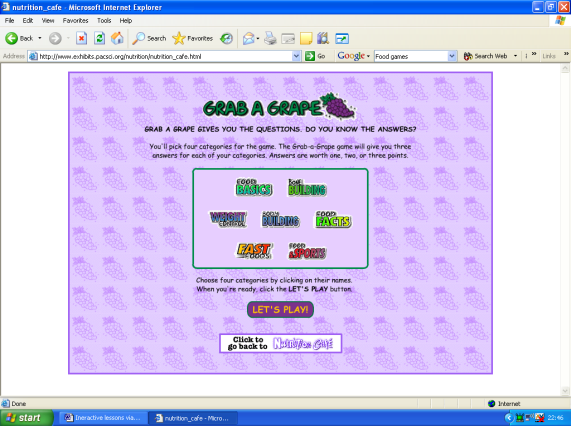 nutrition_cafe - Microsoft Internet Explorer
File Edit View Favorites Tools Help
Back Search Favorites
Address http://www.exhibits.pacsci.org/nutrition/nutrition_cafe.html Go Google Food games Search Web Links
GRAB A GRAPE
GRAB A GRAPE GIVES YOU THE QUESTIONS. DO YOU KNOW THE ANSWERS?
You'll pick four categories for the game. The Grab-a-Grape game will give you three
answers for each of your categories. Answers are worth one, two, or three points.
FOOD BASICS BONE BUILDING
WEIGHT CONTROL BODY BUILDING FOOD FACTS
FAST FOODS FOOD & SPORTS
Choose four categories by clicking on their names.
When you're ready, click the LET'S PLAY button.
LET'S PLAY!
Click to
go back to Nutrition Café
Done Internet
start Ineractive lessons via... nutrition_cafe - Micro... 22:46